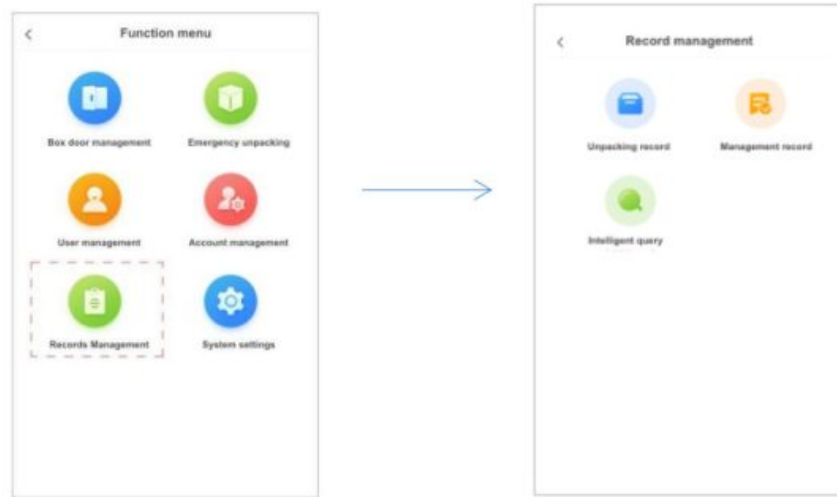 Function menu
Box door management
Emergency unpacking
User management
Account management
Records Management
System settings
Record management
Unpacking record
Management record
Intelligent query